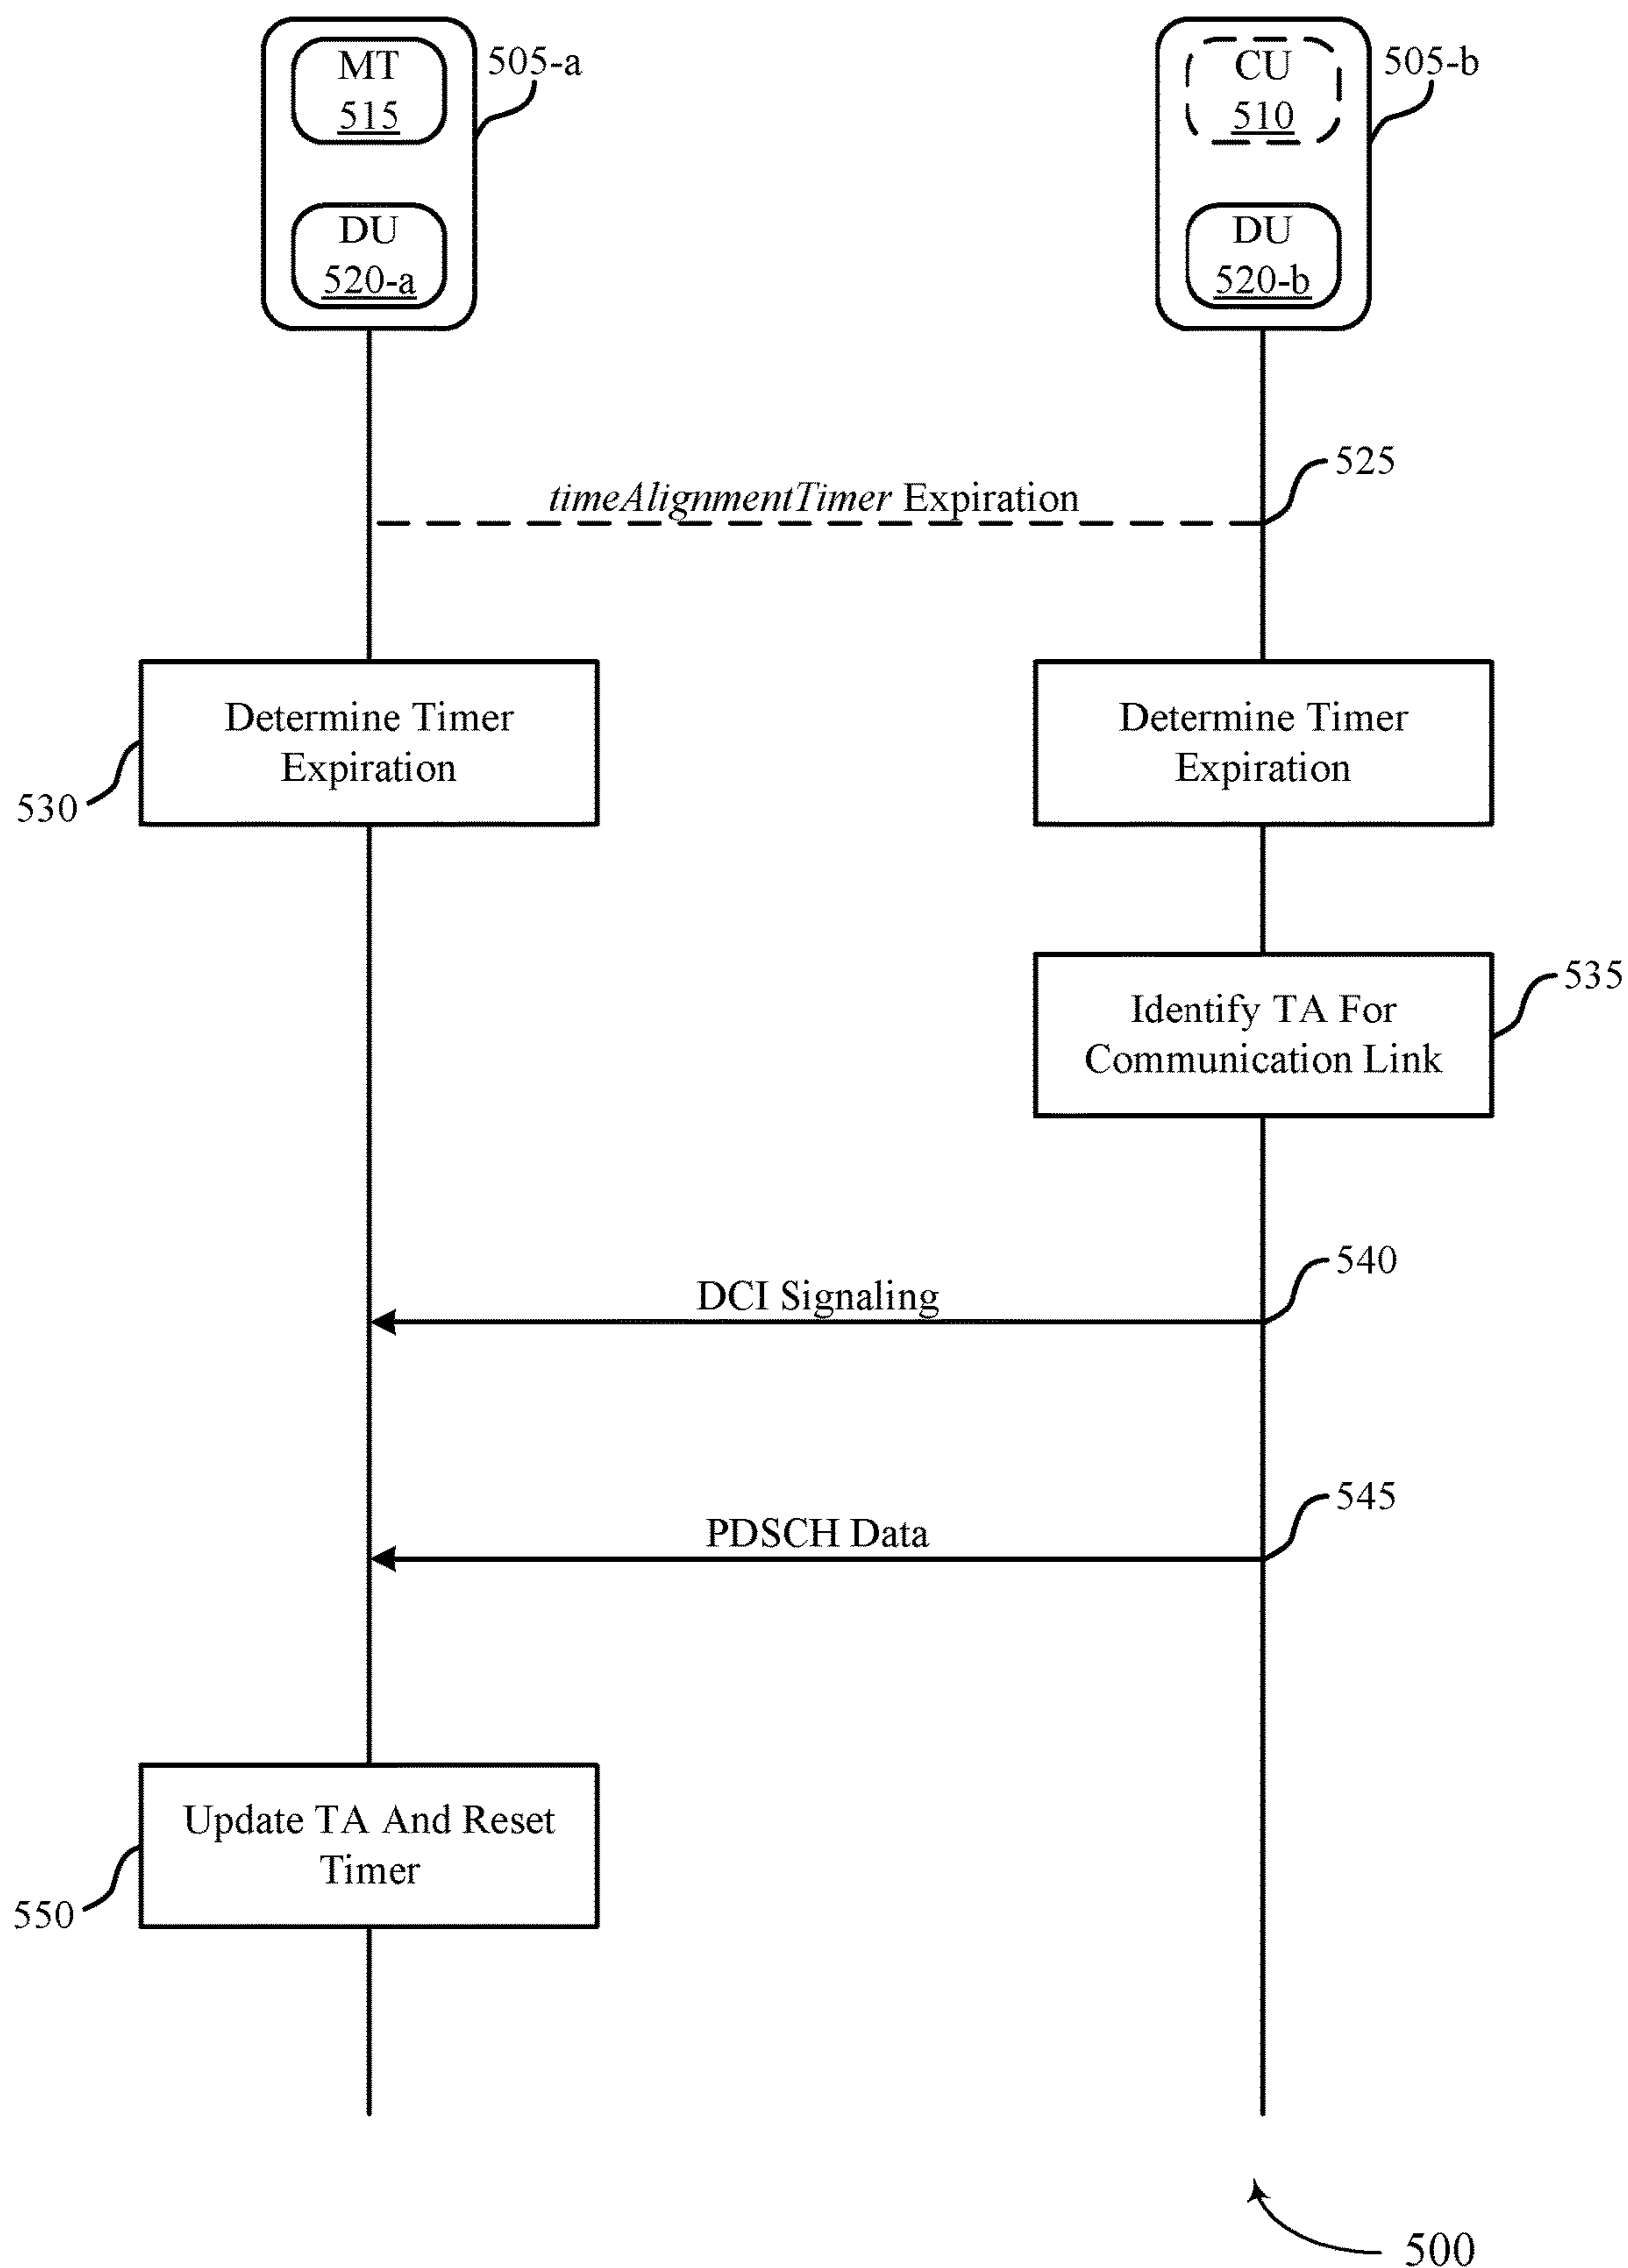 MT
515
505-a
CU
510
505-b
DU
520-a
DU
520-b
525
timeAlignmentTimer Expiration
Determine Timer
Expiration
530
Determine Timer
Expiration
Identify TA For
Communication Link
535
540
DCI Signaling
545
PDSCH Data
Update TA And Reset
Timer
550
500